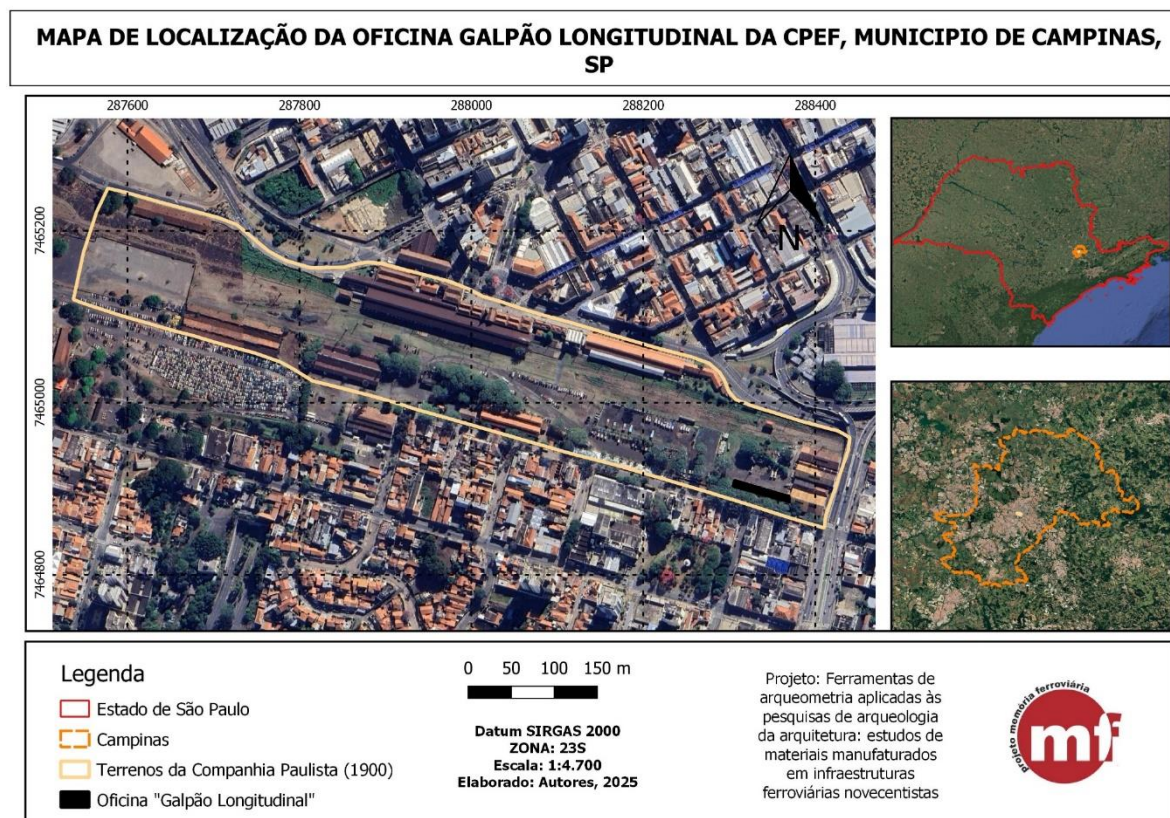 MAPA DE LOCALIZAÇÃO DA OFICINA GALPÃO LONGITUDINAL DA CPEF, MUNICIPIO DE CAMPINAS,
SP
287600
287800
288000
288200
288400
7465200
7465000
7464800
N
Legenda
Estado de São Paulo
Campinas
Terrenos da Companhia Paulista (1900)
Oficina "Galpão Longitudinal"
0 50 100 150 m
Datum SIRGAS 2000
ZONA: 23S
Escala: 1:4.700
Elaborado: Autores, 2025
Projeto: Ferramentas de
arqueometria aplicadas às
pesquisas de arqueologia
da arquitetura: estudos de
materiais manufaturados
em infraestruturas
ferroviárias novecentistas
projeto memória ferroviária
mf